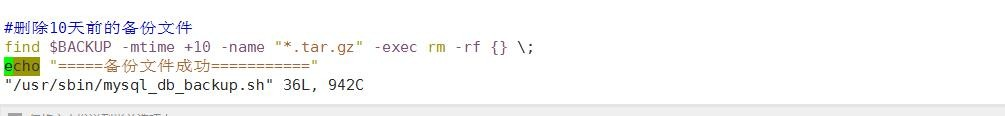 #删除10天前的备份文件
find $BACKUP -mtime +10 -name "*.tar.gz" -exec rm -rf {} \;
echo "=====备份文件成功==========="
"/usr/sbin/mysql_db_backup.sh" 36L, 942C